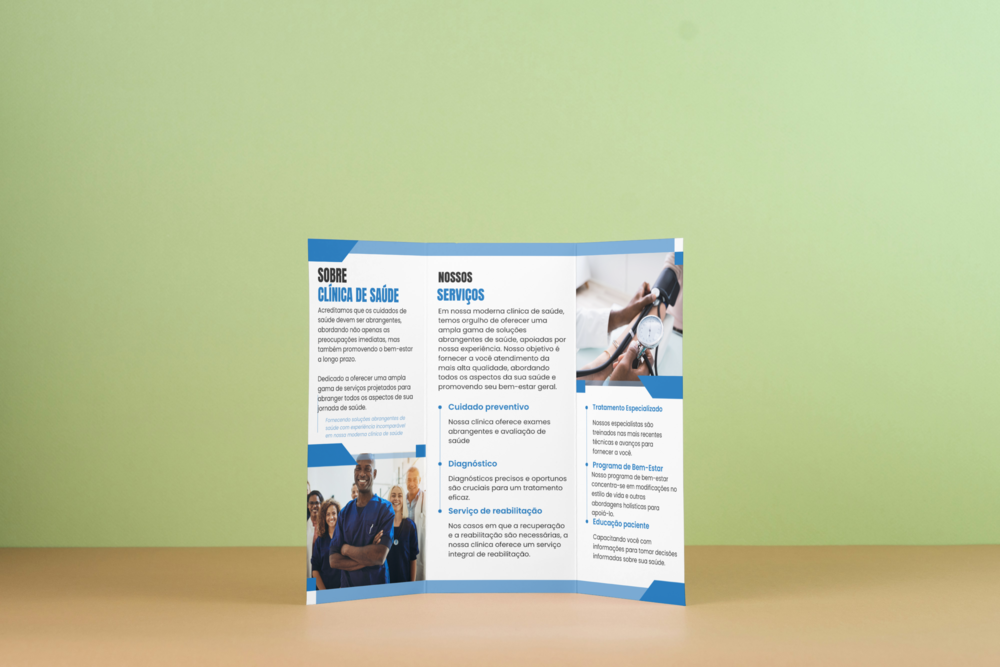 SOBRE
CLÍNICA DE SAÚDE
Acreditamos que os cuidados de
saúde devem ser abrangentes,
abordando não apenas as
preocupações imediatas, mas
também promovendo o bem-estar
a longo prazo.
Dedicado a oferecer uma ampla
gama de serviços projetados para
abranger todos os aspectos de sua
jornada de saúde.
Fornecendo soluções abrangentes de
saúde com experiência incomparável
em nossa moderna clínica de saúde
NOSSOS
SERVIÇOS
Em nossa moderna clínica de saúde,
temos orgulho de oferecer uma
ampla gama de soluções
abrangentes de saúde, apoiadas por
nossa experiência. Nosso objetivo é
fornecer a você atendimento da
mais alta qualidade, abordando
todos os aspectos da sua saúde e
promovendo seu bem-estar geral.
Cuidado preventivo
Nossa clínica oferece exames
abrangentes e avaliação de
saúde
Diagnóstico
Diagnósticos precisos e oportunos
são cruciais para um tratamento
eficaz.
Serviço de reabilitação
Nos casos em que a recuperação
e a reabilitação são necessárias, a
nossa clínica oferece um serviço
integral de reabilitação.
Tratamento Especializado
Nossos especialistas são
treinados nas mais recentes
técnicas e avanços para
fornecer a você.
Programa de Bem-Estar
Nosso programa de bem-estar
concentra-se em modificações no
estilo de vida e outras
abordagens holísticas para
apoiá-lo.
Educação paciente
Capacitando você com
informações para tomar decisões
informadas sobre sua saúde.